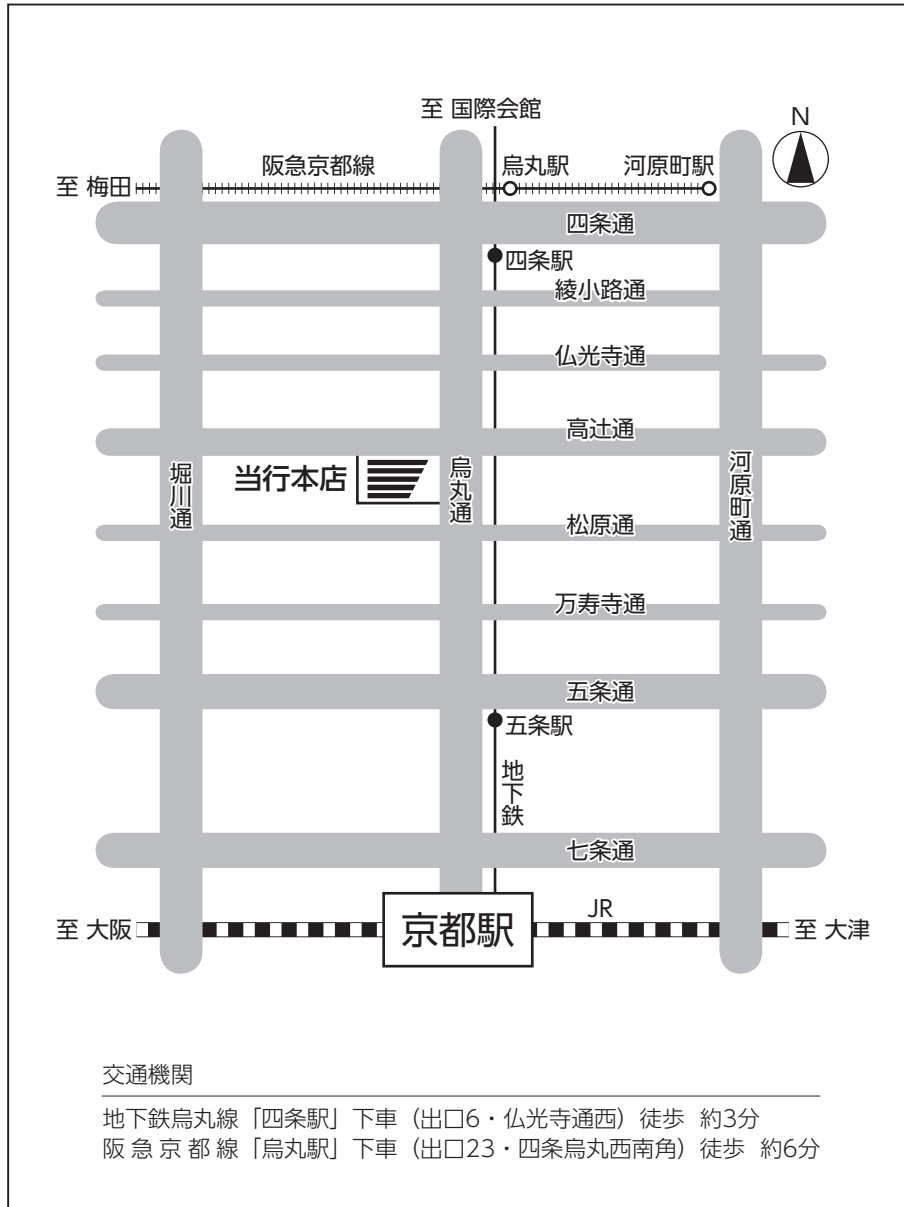 至 国際会館
N
阪急京都線
烏丸駅
河原町駅
至 梅田
四条通
四条駅
綾小路通
仏光寺通
高辻通
当行本店
堀川通
烏丸通
河原町通
松原通
万寿寺通
五条通
五条駅
地下鉄
七条通
JR
至 大阪
京都駅
至 大津
交通機関
地下鉄烏丸線「四条駅」下車（出口6・仏光寺通西）徒歩 約3分
阪急京都線「烏丸駅」下車（出口23・四条烏丸西南角）徒歩 約6分